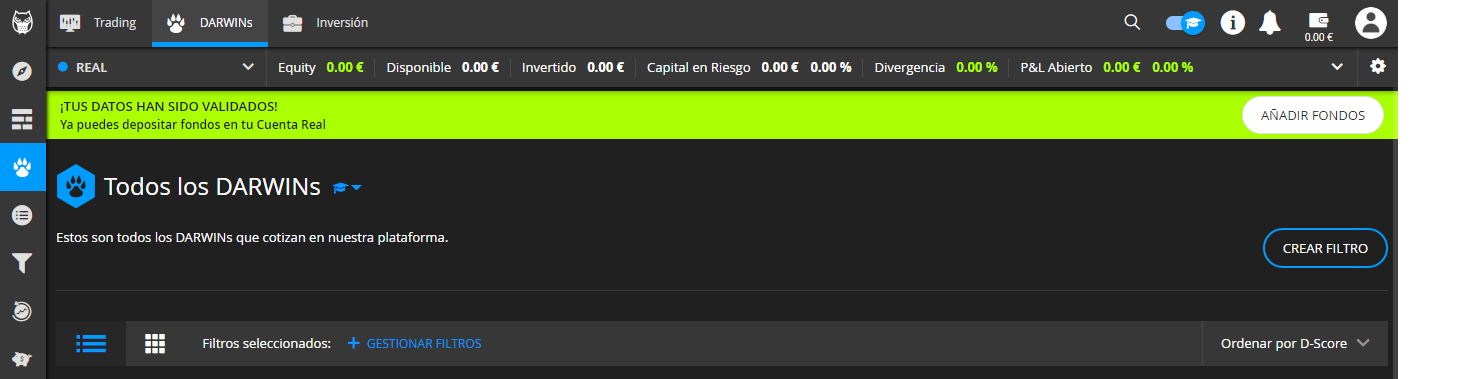 Trading DARWINs Inversión
0.00 €
REAL Equity 0.00 € Disponible 0.00 € Invertido 0.00 € Capital en Riesgo 0.00 € 0.00 % Divergencia 0.00 % P&L Abierto 0.00 € 0.00 %
¡TUS DATOS HAN SIDO VALIDADOS!
Ya puedes depositar fondos en tu Cuenta Real
AÑADIR FONDOS
Todos los DARWINs
Estos son todos los DARWINs que cotizan en nuestra plataforma.
CREAR FILTRO
Filtros seleccionados: + GESTIONAR FILTROS Ordenar por D-Score